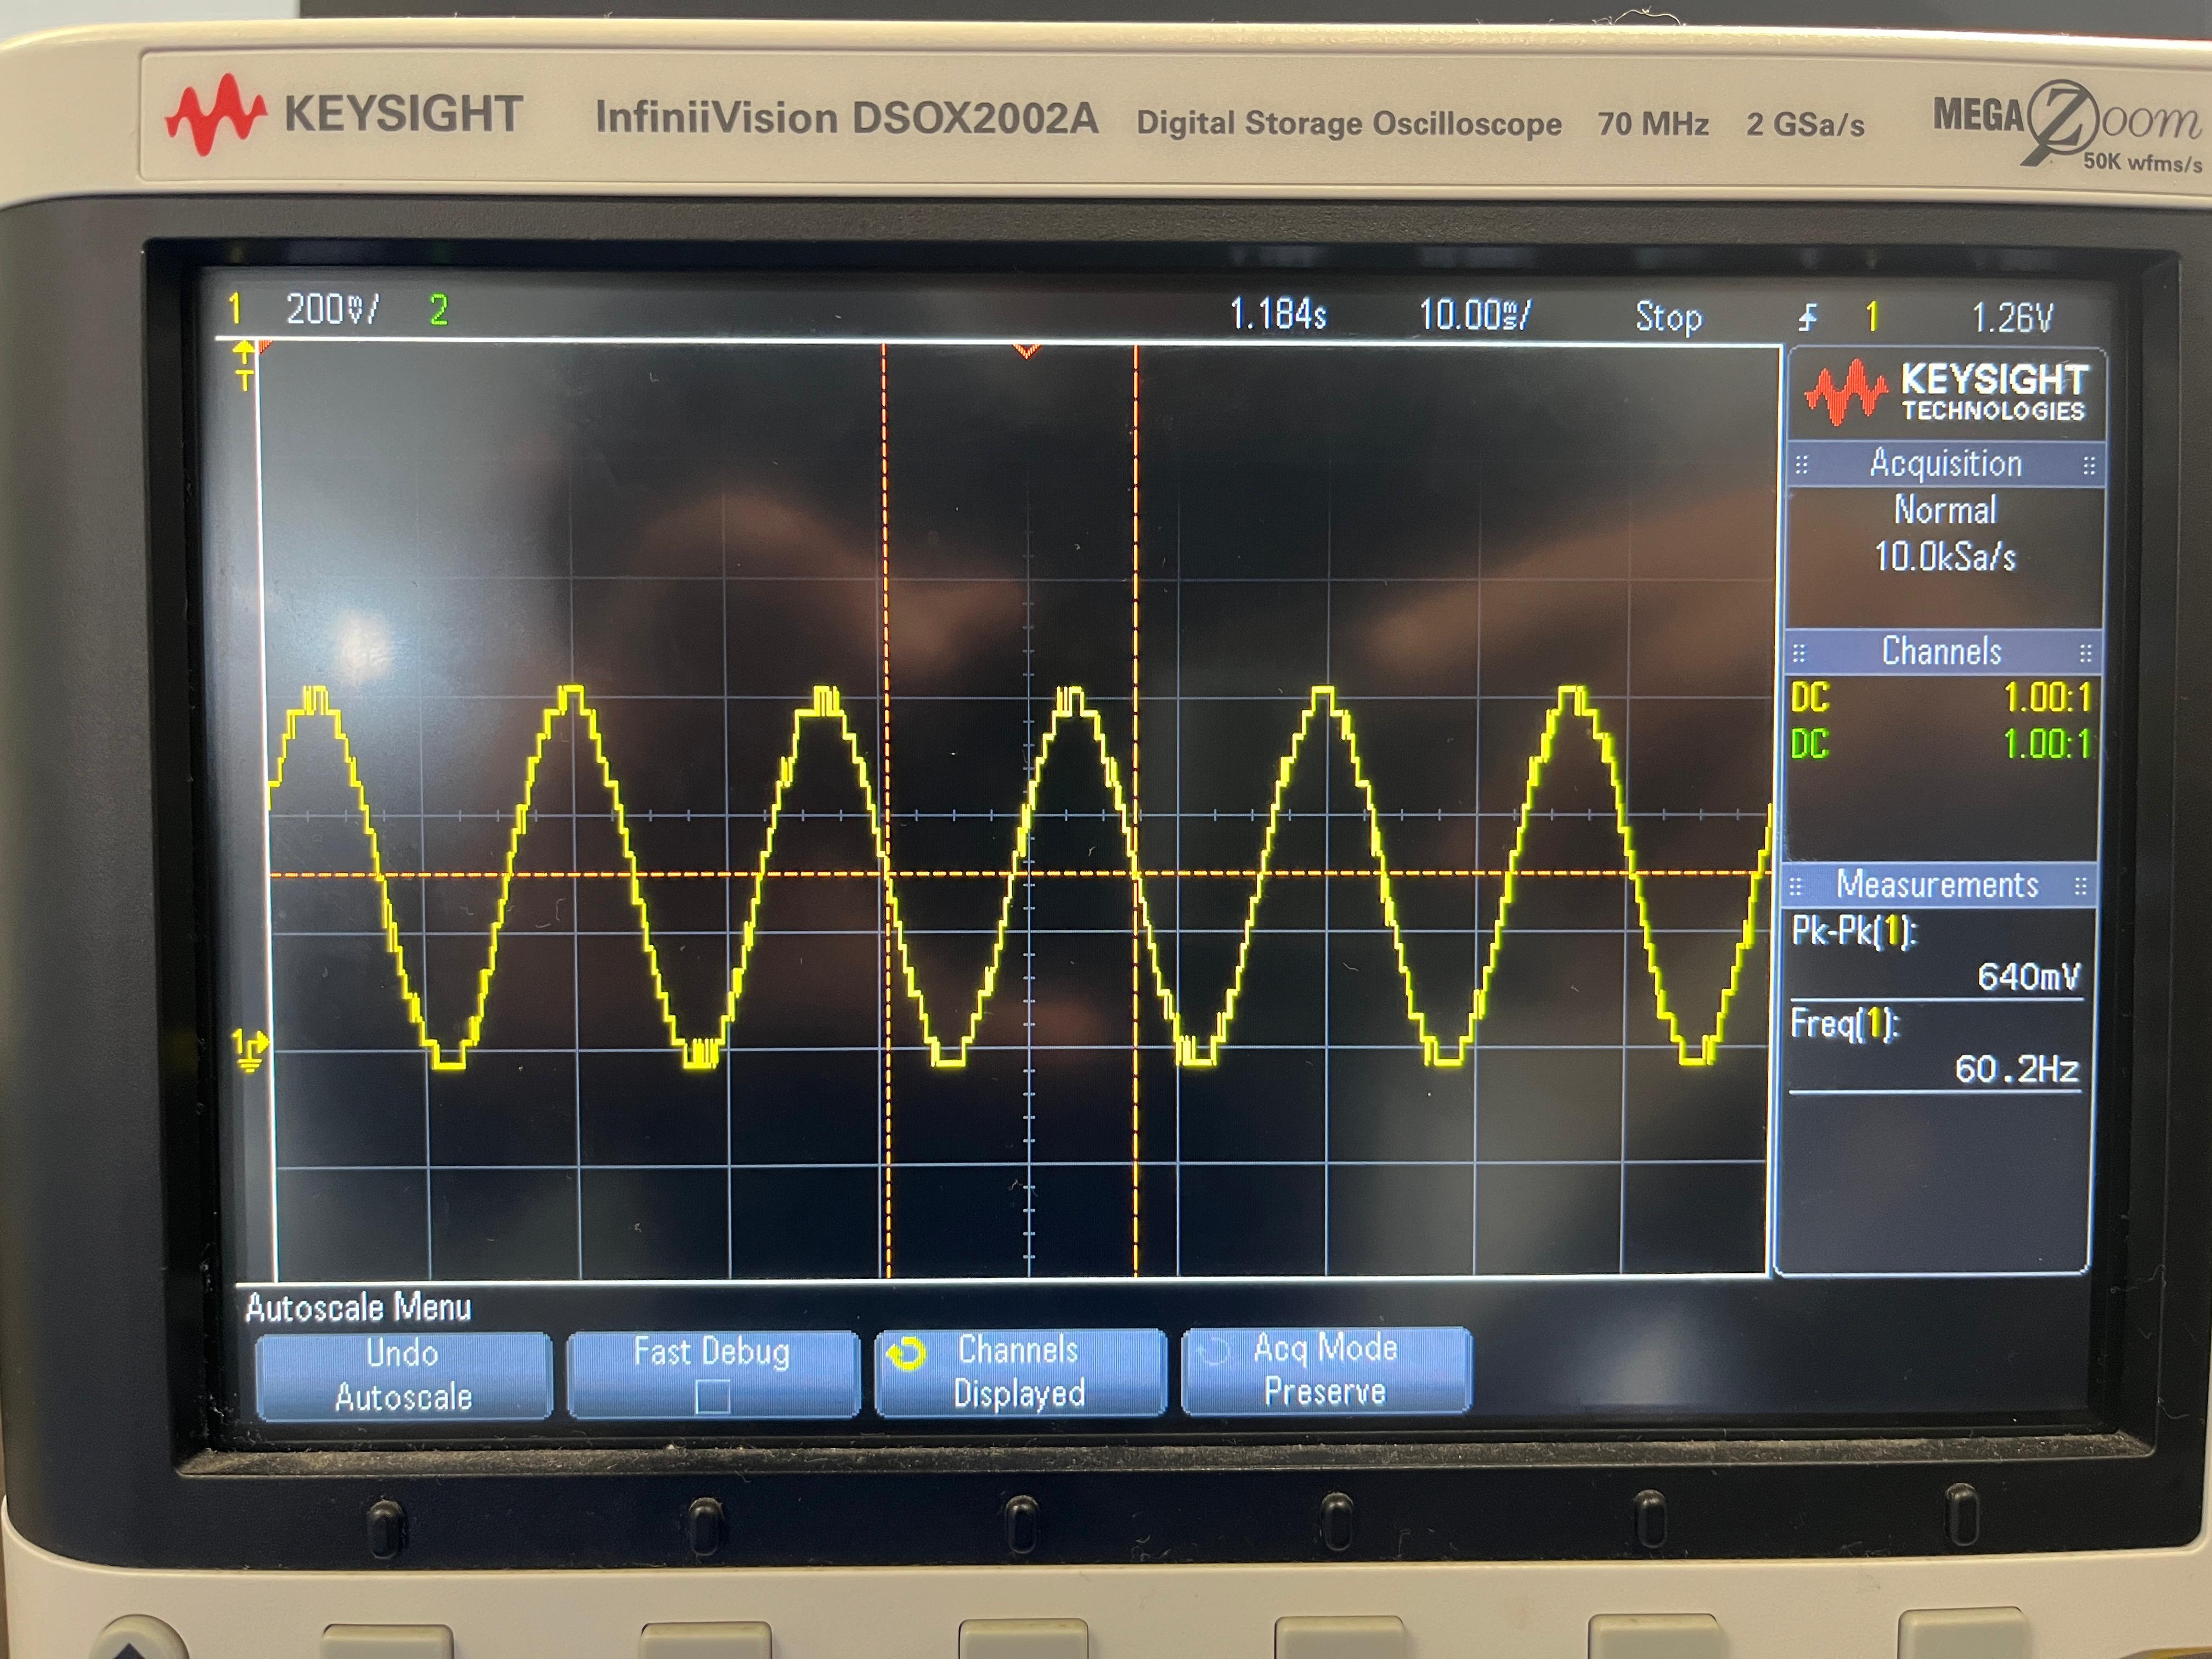 KEYSIGHT InfiniiVision DSOX2002A Digital Storage Oscilloscope 70 MHz 2 GSa/s MEGA Zoom
50K wfms/s
1 200mV/ 2 1.184s 10.00ms/ Stop 1 1.26V
T
KEYSIGHT
TECHNOLOGIES
Acquisition
Normal
10.0kSa/s
Channels
DC 1.00:1
DC 1.00:1
Measurements
Pk-Pk(1):
640mV
Freq(1):
60.2Hz
1
Autoscale Menu
Undo
Autoscale
Fast Debug
Channels
Displayed
Acq Mode
Preserve